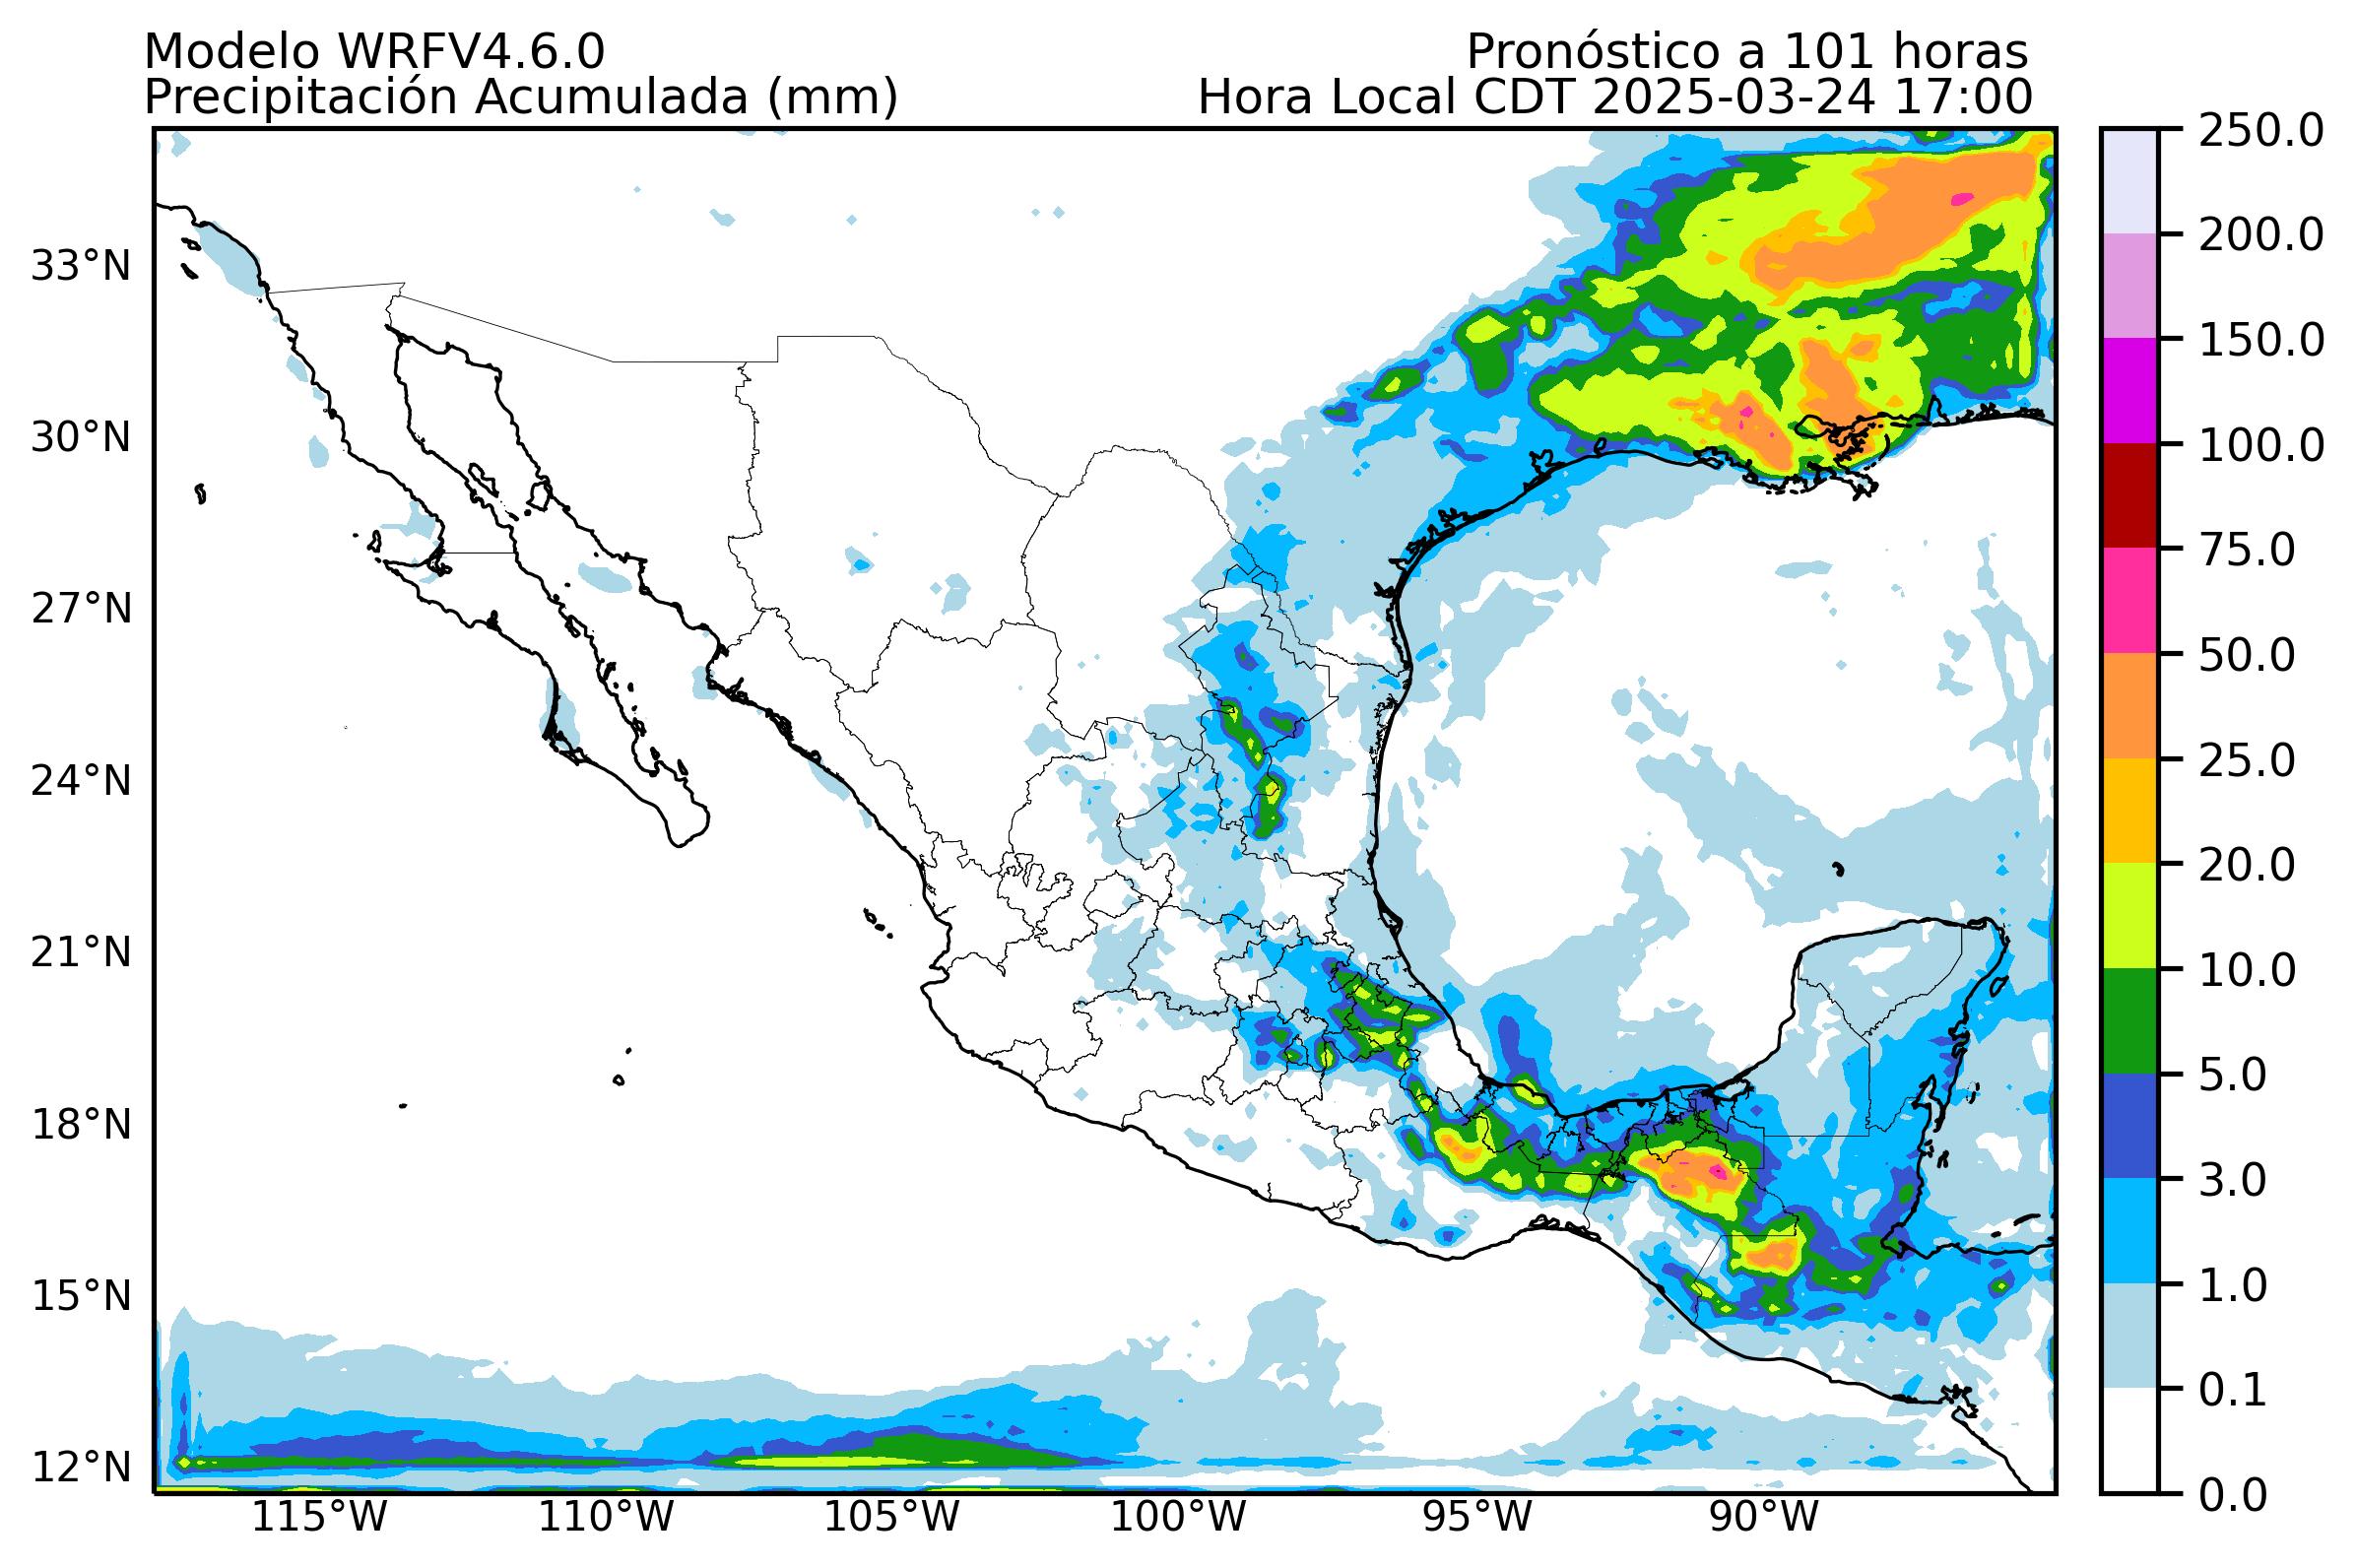 Modelo WRFV4.6.0
Pronóstico a 101 horas
Precipitación Acumulada (mm)
Hora Local CDT 2025-03-24 17:00
250.0
200.0
150.0
100.0
75.0
50.0
25.0
20.0
10.0
5.0
3.0
1.0
0.1
0.0
33°N
30°N
27°N
24°N
21°N
18°N
15°N
12°N
115°W
110°W
105°W
100°W
95°W
90°W